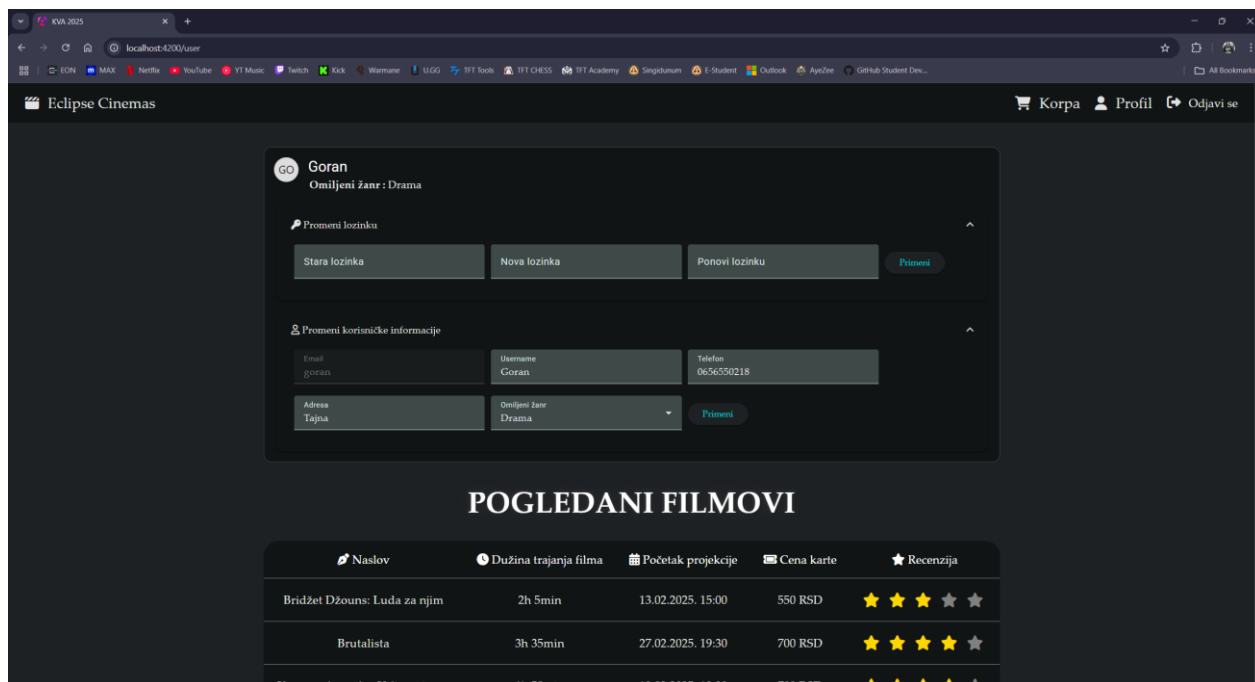 KVA 2025
localhost:4200/user
EON MAX Netflix YouTube YT Music Twitch Kick Warmane U.GG TFT Tools TFT CHESS TFT Academy Singidunum E-Student Outlook AyeZee GitHub Student Dev... All Bookmarks
Eclipse Cinemas Korpa Profil Odjavi se
GO Goran
Omiljeni žanr : Drama
Promeni lozinku
Stara lozinka Nova lozinka Ponovi lozinku Primeni
Promeni korisničke informacije
Email Username Telefon
goran Goran 0656550218
Adresa Omiljeni žanr
Tajna Drama Primeni
POGLEDANI FILMOVI
Naslov Dužina trajanja filma Početak projekcije Cena karte Recenzija
Bridžet Džouns: Luda za njim 2h 5min 13.02.2025. 15:00 550 RSD
Brutalista 3h 35min 27.02.2025. 19:30 700 RSD